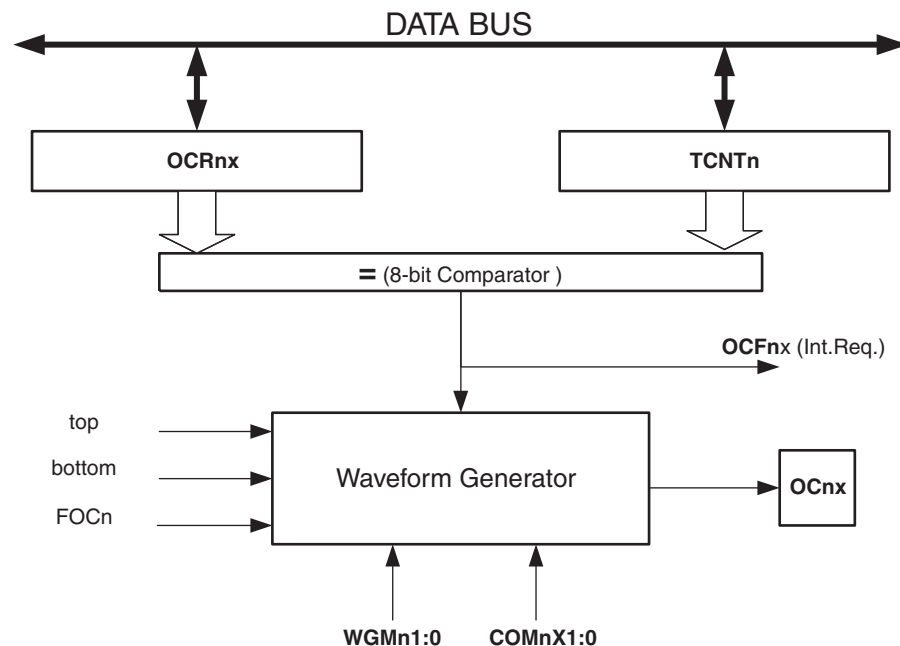 DATA BUS
OCRnx
TCNTn
= (8-bit Comparator )
OCFnx (Int.Req.)
top
bottom
FOCn
Waveform Generator
OCnx
WGMn1:0
COMnX1:0